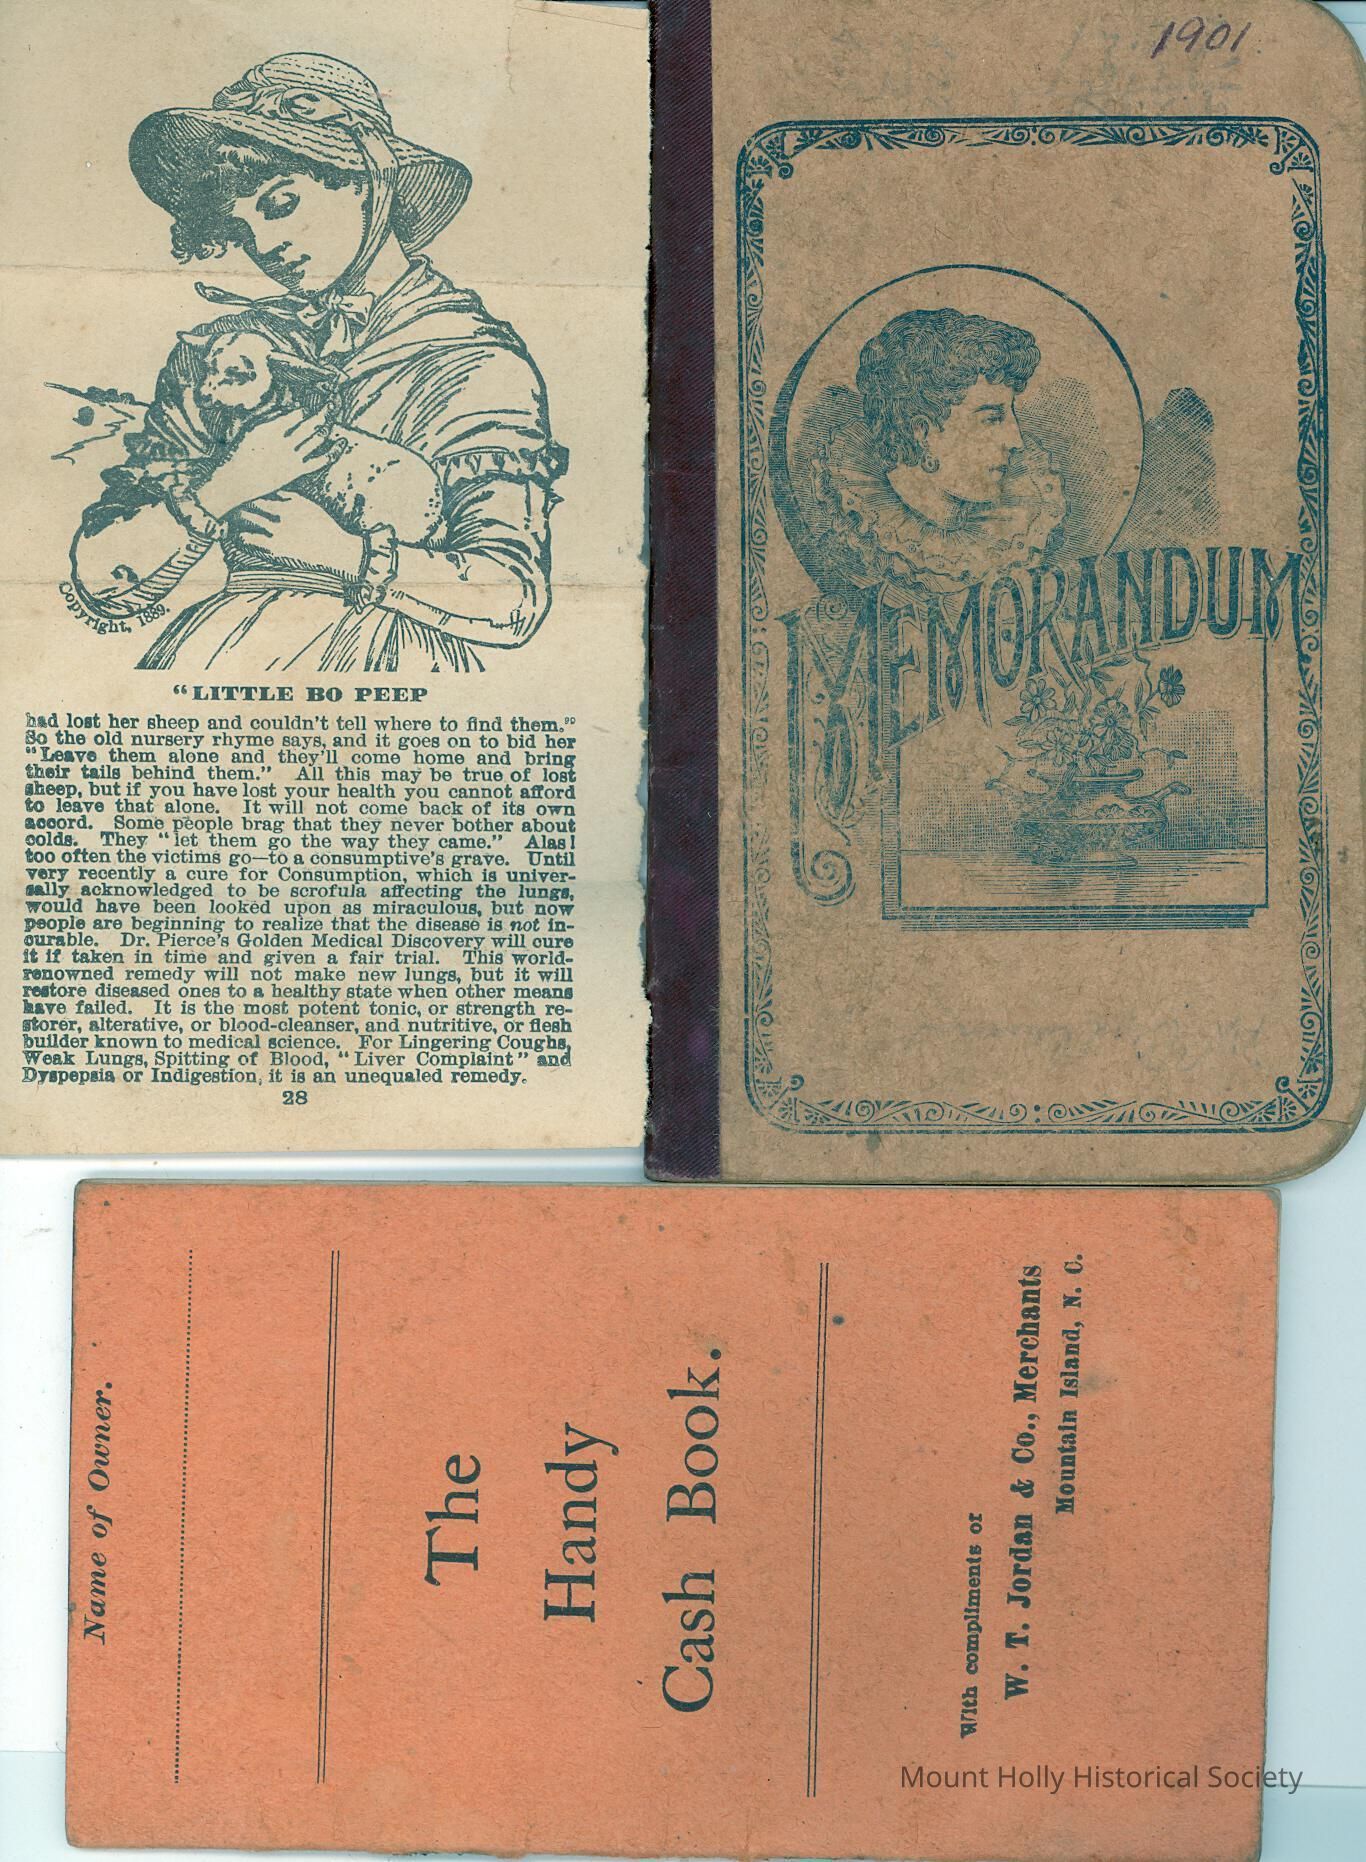 Copyright, 1889.
"LITTLE BO PEEP
had lost her sheep and couldn't tell where to find them."
So the old nursery rhyme says, and it goes on to bid her
"Leave them alone and they'll come home and bring
their tails behind them." All this may be true of lost
sheep, but if you have lost your health you cannot afford
to leave that alone. It will not come back of its own
accord. Some people brag that they never bother about
colds. They "let them go the way they came." Alas!
too often the victims go—to a consumptive's grave. Until
very recently a cure for Consumption, which is univer-
sally acknowledged to be scrofula affecting the lungs,
would have been looked upon as miraculous, but now
people are beginning to realize that the disease is not in-
curable. Dr. Pierce's Golden Medical Discovery will cure
it if taken in time and given a fair trial. This world-
renowned remedy will not make new lungs, but it will
restore diseased ones to a healthy state when other means
have failed. It is the most potent tonic, or strength re-
storer, alterative, or blood-cleanser, and nutritive, or flesh
builder known to medical science. For Lingering Coughs,
Weak Lungs, Spitting of Blood, "Liver Complaint" and
Dyspepsia or Indigestion, it is an unequaled remedy.
28
1901
MEMORANDUM
Name of Owner.
The
Handy
Cash Book.
With compliments of
W. T. Jordan & Co., Merchants
Mountain Island, N. C.
Mount Holly Historical Society